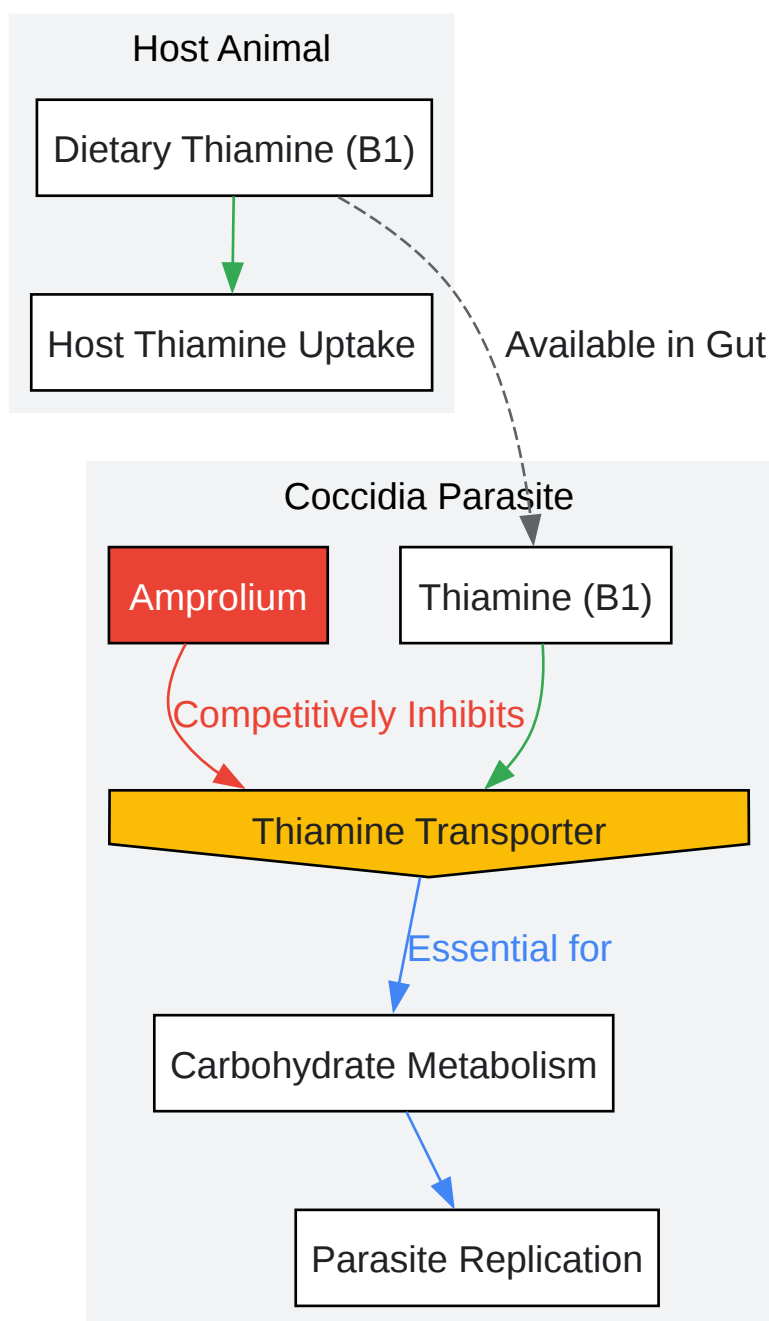 Host Animal
Dietary Thiamine (B1)
Host Thiamine Uptake
Available in Gut
Coccidia Parasite
Amprolium
Thiamine (B1)
Competitively Inhibits
Thiamine Transporter
Essential for
Carbohydrate Metabolism
Parasite Replication